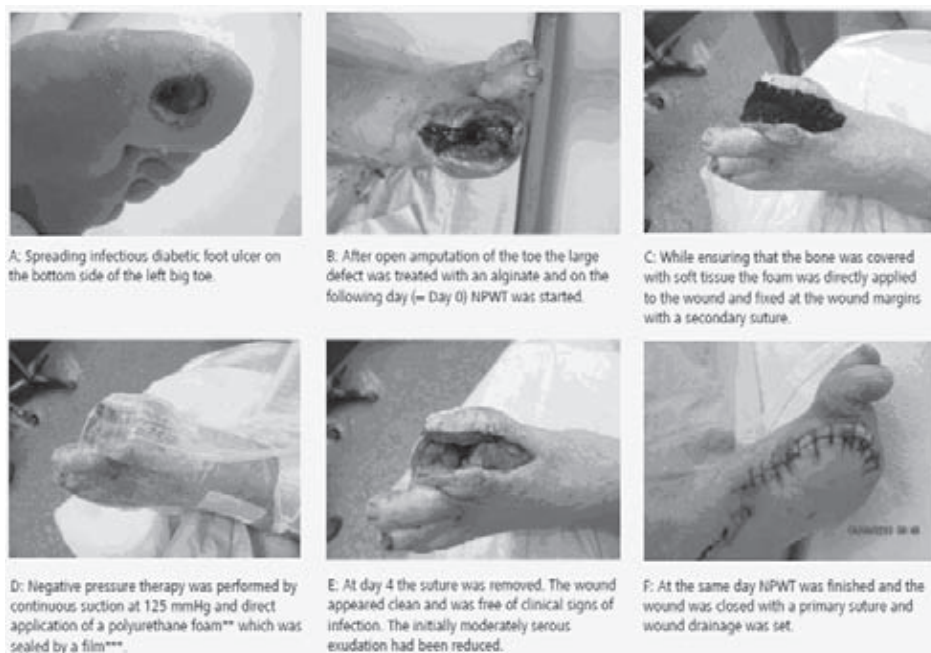 A: Spreading infectious diabetic foot ulcer on
the bottom side of the left big toe.
B: After open amputation of the toe the large
defect was treated with an alginate and on the
following day (= Day 0) NPWT was started.
C: While ensuring that the bone was covered
with soft tissue the foam was directly applied
to the wound and fixed at the wound margins
with a secondary suture.
D: Negative pressure therapy was performed by
continuous suction at 125 mmHg and direct
application of a polyurethane foam** which was
sealed by a film***.
E: At day 4 the suture was removed. The wound
appeared clean and was free of clinical signs of
infection. The initially moderately serous
exudation had been reduced.
F: At the same day NPWT was finished and the
wound was closed with a primary suture and
wound drainage was set.